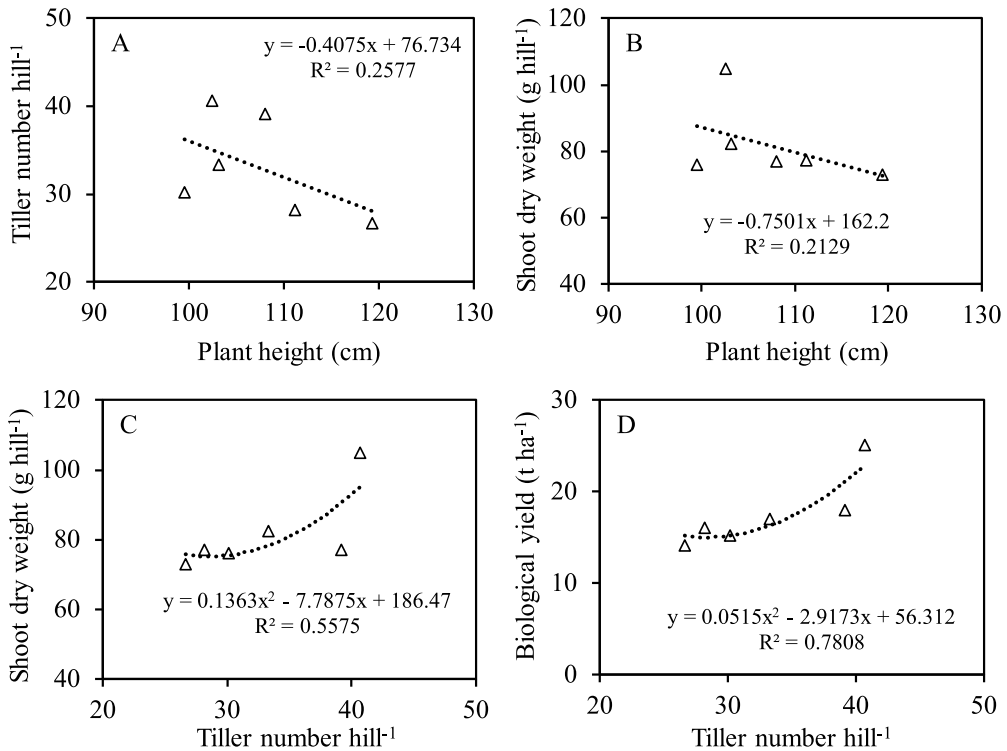 A
y = -0.4075x + 76.734
R² = 0.2577
50
40
30
20
90 100 110 120 130
Tiller number hill⁻¹
Plant height (cm)
B
y = -0.7501x + 162.2
R² = 0.2129
120
100
80
60
40
90 100 110 120 130
Shoot dry weight (g hill⁻¹)
Plant height (cm)
C
y = 0.1363x² - 7.7875x + 186.47
R² = 0.5575
120
100
80
60
40
20 30 40 50
Shoot dry weight (g hill⁻¹)
Tiller number hill⁻¹
D
y = 0.0515x² - 2.9173x + 56.312
R² = 0.7808
30
20
10
0
20 30 40 50
Biological yield (t ha⁻¹)
Tiller number hill⁻¹